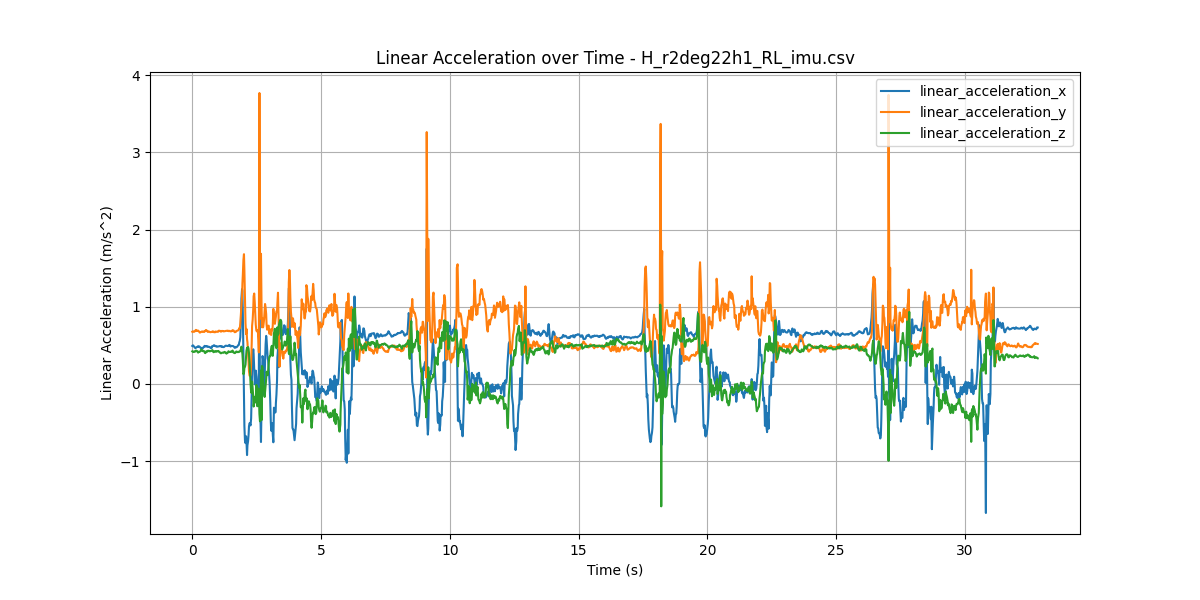 Linear Acceleration over Time - H_r2deg22h1_RL_imu.csv
linear_acceleration_x
linear_acceleration_y
linear_acceleration_z
Linear Acceleration (m/s^2)
4
3
2
1
0
−1
0 5 10 15 20 25 30
Time (s)